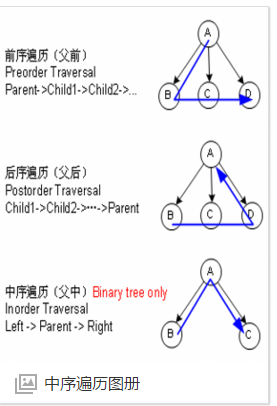 前序遍历（父前）
Preorder Traversal
Parent->Child1->Child2->...
A
B
C
D
后序遍历（父后）
Postorder Traversal
Child1->Child2->···->Parent
A
B
C
D
中序遍历（父中）Binary tree only
Inorder Traversal
Left -> Parent -> Right
A
B
C
中序遍历图册